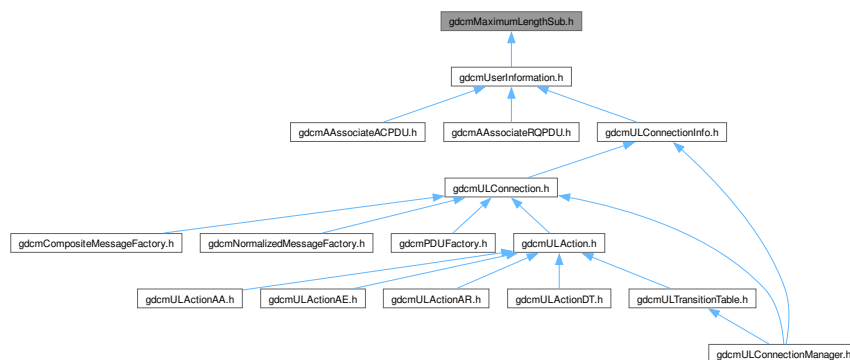 gdcmMaximumLengthSub.h
gdcmUserInformation.h
gdcmAAssociateACPDU.h
gdcmAAssociateRQPDU.h
gdcmULConnectionInfo.h
gdcmULConnection.h
gdcmCompositeMessageFactory.h
gdcmNormalizedMessageFactory.h
gdcmPDUFactory.h
gdcmULAction.h
gdcmULActionAA.h
gdcmULActionAE.h
gdcmULActionAR.h
gdcmULActionDT.h
gdcmULTransitionTable.h
gdcmULConnectionManager.h